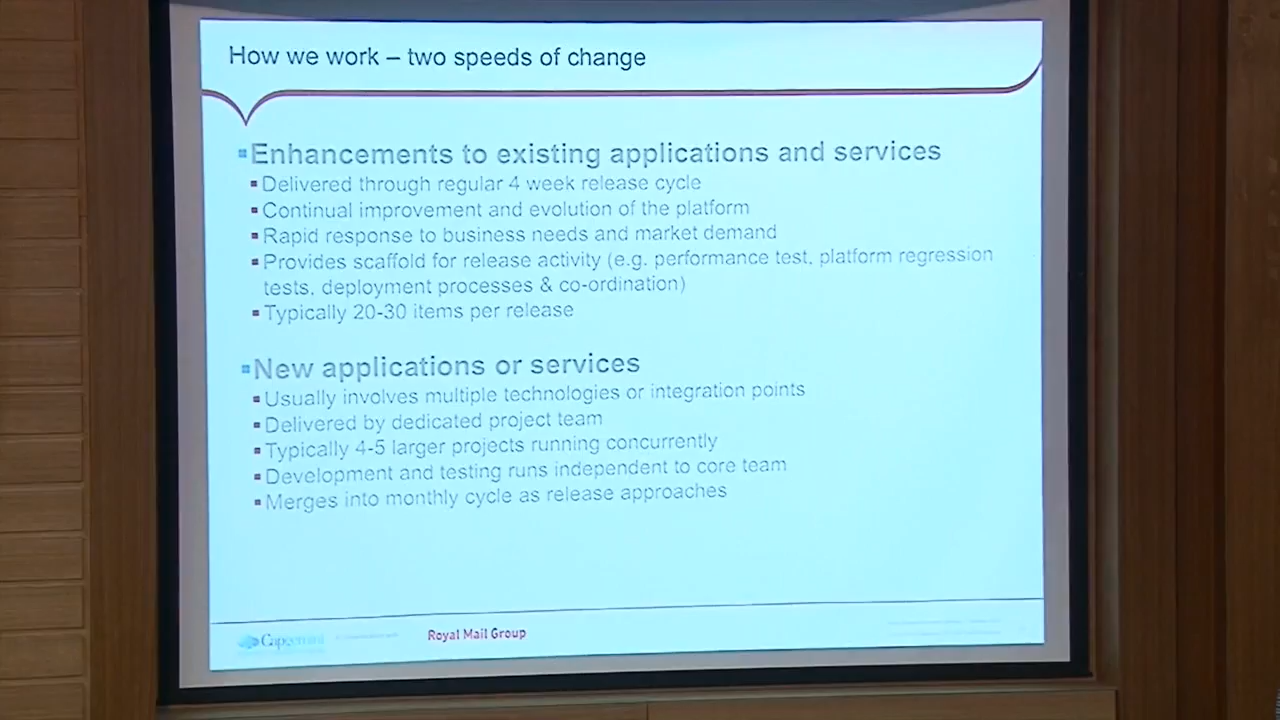 How we work – two speeds of change
Enhancements to existing applications and services
Delivered through regular 4 week release cycle
Continual improvement and evolution of the platform
Rapid response to business needs and market demand
Provides scaffold for release activity (e.g. performance test, platform regression
tests, deployment processes & co-ordination)
Typically 20-30 items per release
New applications or services
Usually involves multiple technologies or integration points
Delivered by dedicated project team
Typically 4-5 larger projects running concurrently
Development and testing runs independent to core team
Merges into monthly cycle as release approaches
Capgemini
Royal Mail Group